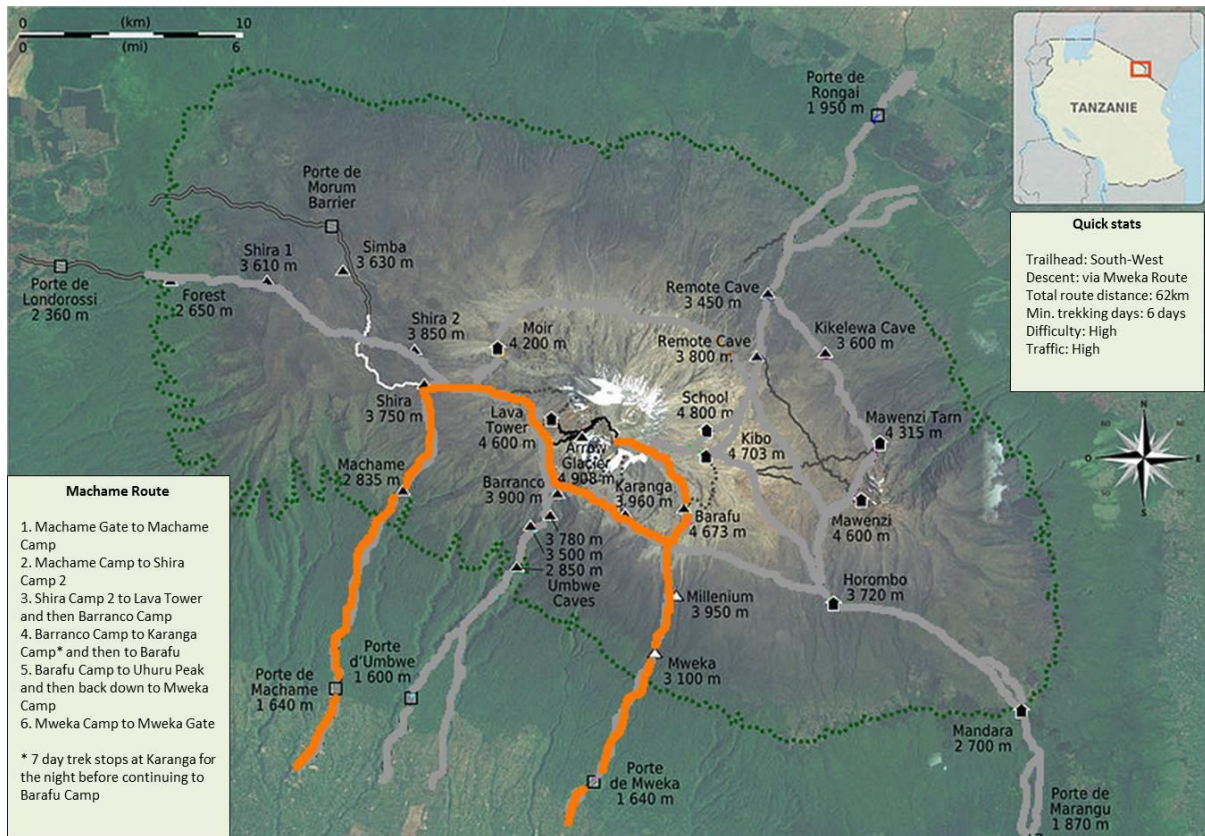 0 (km) 10
0 (mi) 6
Porte de
Rongai
1 950 m
TANZANIE
Porte de
Morum
Barrier
Shira 1
3 610 m
Simba
3 630 m
Porte de
Londorossi
2 360 m
Forest
2 650 m
Shira 2
3 850 m
Moir
4 200 m
Remote Cave
3 450 m
Remote Cave
3 800 m
Kikelewa Cave
3 600 m
Quick stats
Trailhead: South-West
Descent: via Mweka Route
Total route distance: 62km
Min. trekking days: 6 days
Difficulty: High
Traffic: High
Shira
3 750 m
Lava
Tower
4 600 m
School
4 800 m
Kibo
4 703 m
Mawenzi Tarn
4 315 m
N
NO
NE
O
E
SO
SE
S
Machame
2 835 m
Arrow
Glacier
4 908 m
Barranco
3 900 m
Karanga
3 960 m
Barafu
4 673 m
Mawenzi
4 600 m
3 780 m
3 500 m
2 850 m
Umbwe
Caves
Horombo
3 720 m
Millenium
3 950 m
Mweka
3 100 m
Porte
d'Umbwe
1 600 m
Porte de
Machame
1 640 m
Mandara
2 700 m
Porte de
Mweka
1 640 m
Porte de
Marangu
1 870 m
Machame Route
1. Machame Gate to Machame
Camp
2. Machame Camp to Shira
Camp 2
3. Shira Camp 2 to Lava Tower
and then Barranco Camp
4. Barranco Camp to Karanga
Camp* and then to Barafu
5. Barafu Camp to Uhuru Peak
and then back down to Mweka
Camp
6. Mweka Camp to Mweka Gate
* 7 day trek stops at Karanga for
the night before continuing to
Barafu Camp